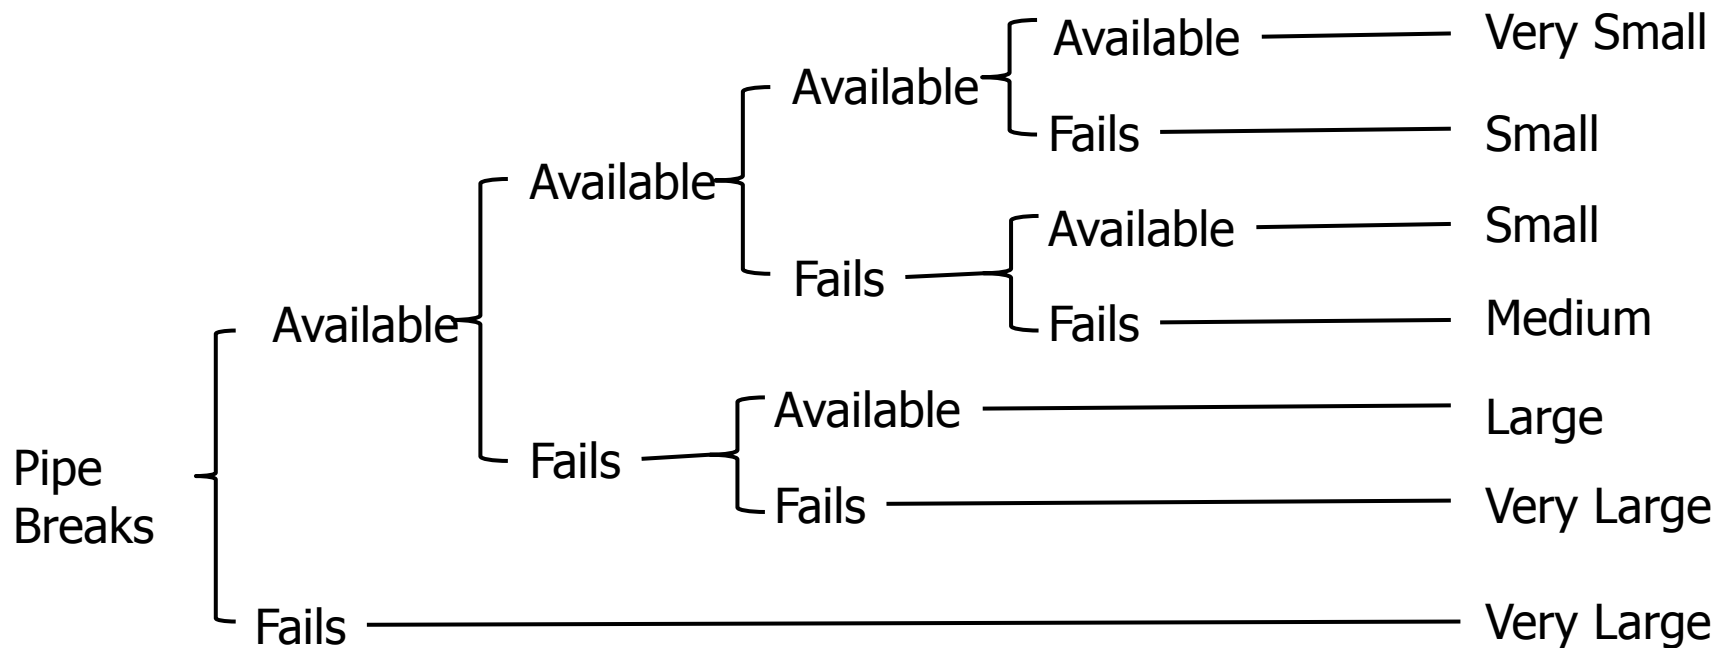 Available
Very Small
Available
Fails
Small
Available
Available
Small
Fails
Available
Fails
Medium
Available
Large
Pipe
Breaks
Fails
Fails
Very Large
Fails
Very Large